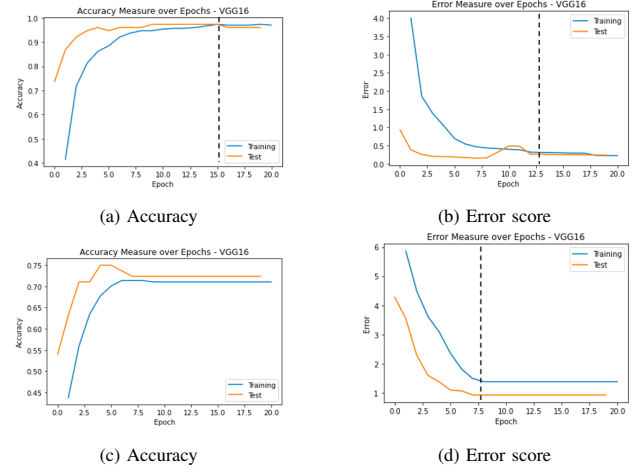 Accuracy Measure over Epochs - VGG16
1.0
0.9
0.8
0.7
0.6
0.5
0.4
Accuracy
0.0 2.5 5.0 7.5 10.0 12.5 15.0 17.5 20.0
Epoch
Training
Test
(a) Accuracy
Error Measure over Epochs - VGG16
4.0
3.5
3.0
2.5
2.0
1.5
1.0
0.5
0.0
Error
0.0 2.5 5.0 7.5 10.0 12.5 15.0 17.5 20.0
Epoch
Training
Test
(b) Error score
Accuracy Measure over Epochs - VGG16
0.75
0.70
0.65
0.60
0.55
0.50
0.45
Accuracy
0.0 2.5 5.0 7.5 10.0 12.5 15.0 17.5 20.0
Epoch
Training
Test
(c) Accuracy
Error Measure over Epochs - VGG16
6
5
4
3
2
1
Error
0.0 2.5 5.0 7.5 10.0 12.5 15.0 17.5 20.0
Epoch
Training
Test
(d) Error score